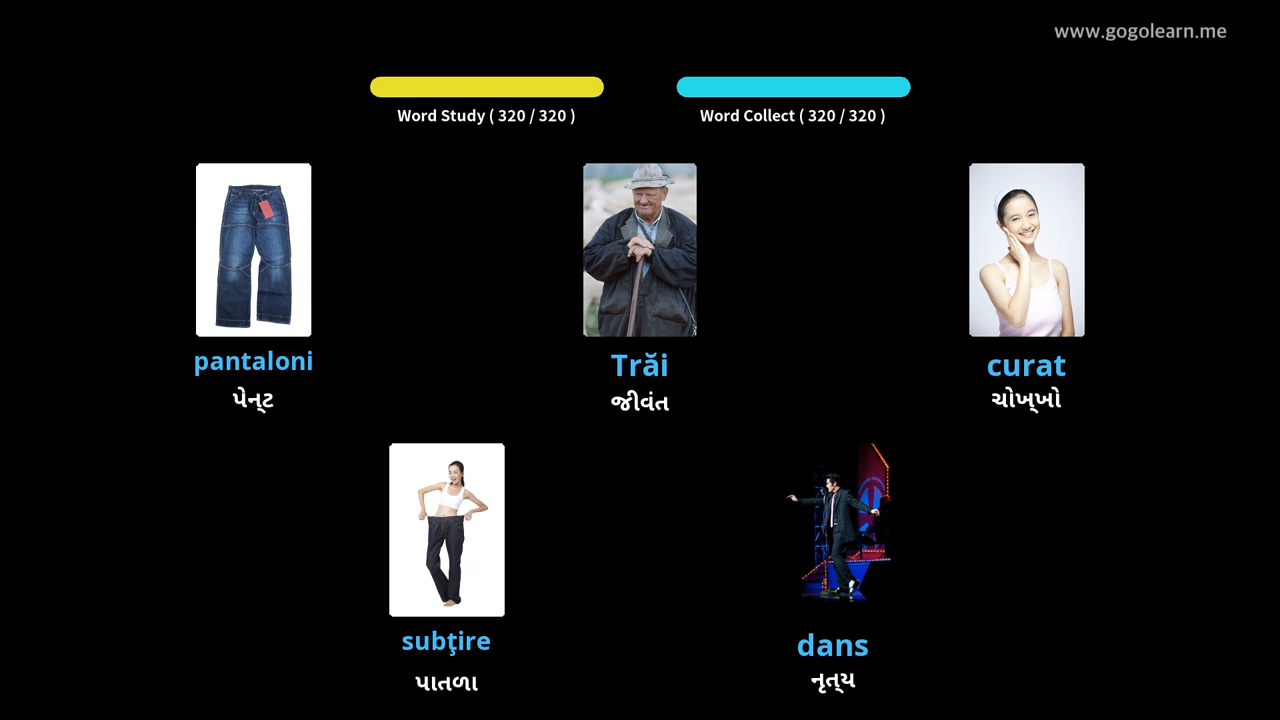 www.gogolearn.me
Word Study ( 320 / 320 )
Word Collect ( 320 / 320 )
pantaloni
પેન્ટ
Trăi
જીવંત
curat
ચોખ્ખો
subţire
પાતળા
dans
નૃત્ય